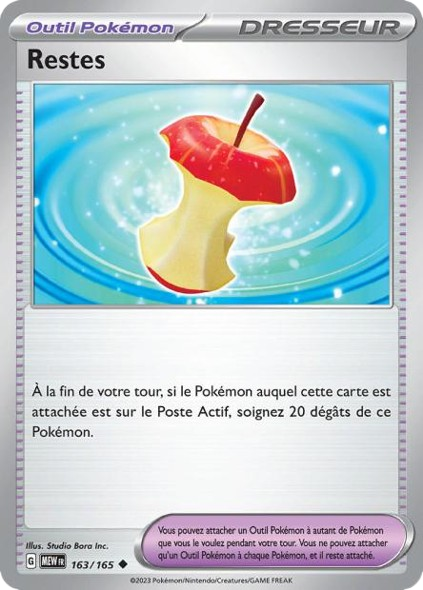 Outil Pokémon
DRESSEUR
Restes
À la fin de votre tour, si le Pokémon auquel cette carte est
attachée est sur le Poste Actif, soignez 20 dégâts de ce
Pokémon.
Vous pouvez attacher un Outil Pokémon à autant de Pokémon
que vous le voulez pendant votre tour. Vous ne pouvez attacher
qu'un Outil Pokémon à chaque Pokémon, et il reste attaché.
Illus. Studio Bora Inc.
G MEW FR 163/165 ◆
©2023 Pokémon/Nintendo/Creatures/GAME FREAK